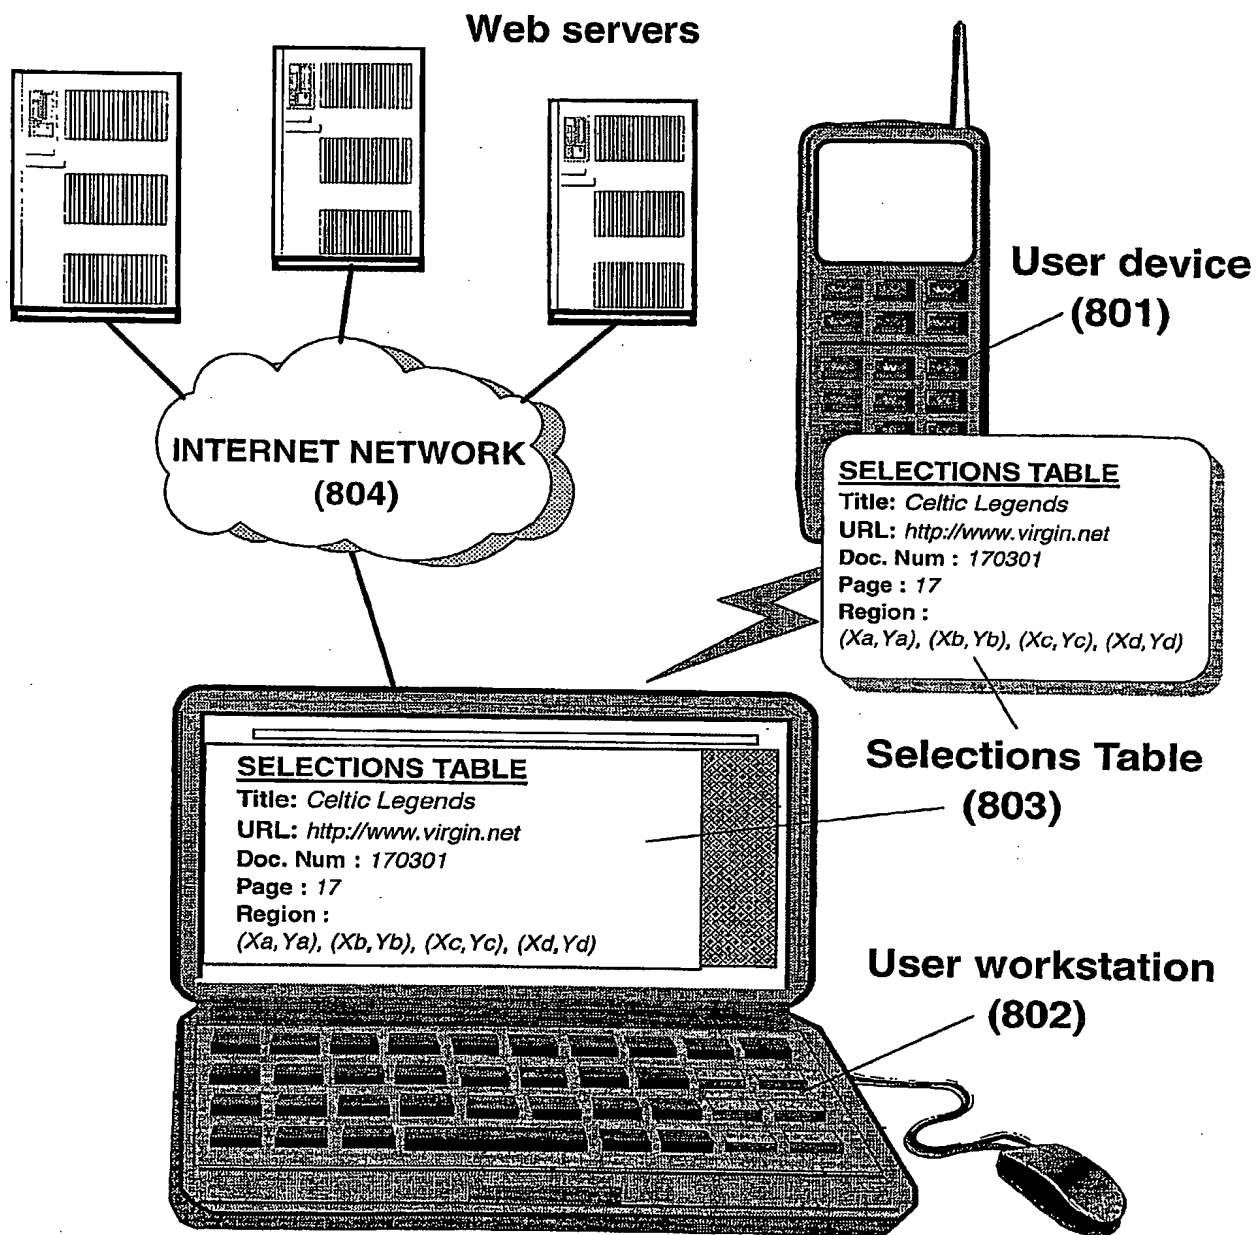 Web servers
User device
(801)
INTERNET NETWORK
(804)
SELECTIONS TABLE
Title: Celtic Legends
URL: http://www.virgin.net
Doc. Num : 170301
Page : 17
Region :
(Xa,Ya), (Xb,Yb), (Xc,Yc), (Xd,Yd)
Selections Table
(803)
SELECTIONS TABLE
Title: Celtic Legends
URL: http://www.virgin.net
Doc. Num : 170301
Page : 17
Region :
(Xa,Ya), (Xb,Yb), (Xc,Yc), (Xd,Yd)
User workstation
(802)